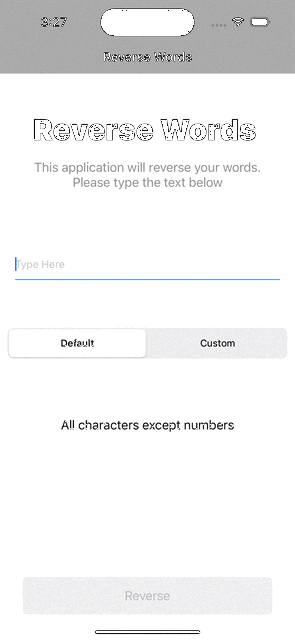 3:27
Reverse Words
Reverse Words
This application will reverse your words.
Please type the text below
Type Here
Default
Custom
All characters except numbers
Reverse